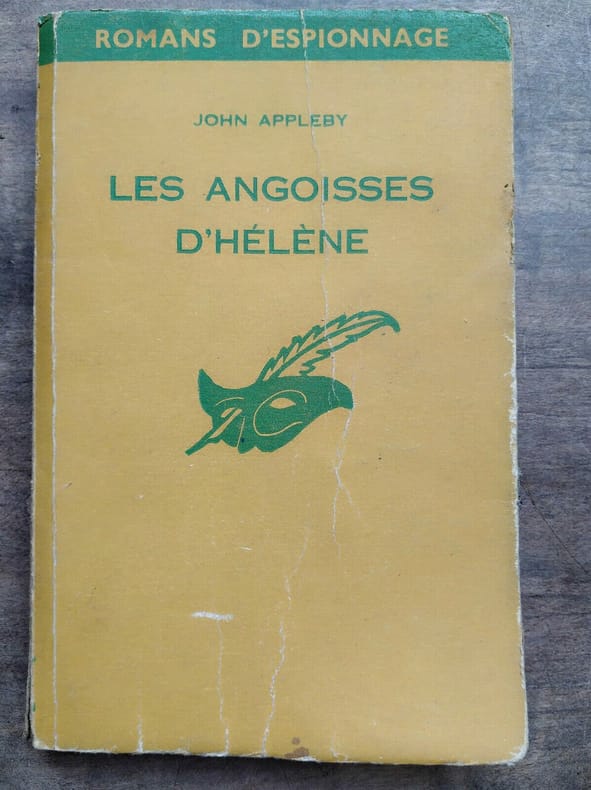 ROMANS D'ESPIONNAGE
JOHN APPLEBY
LES ANGOISSES
D'HÉLÈNE